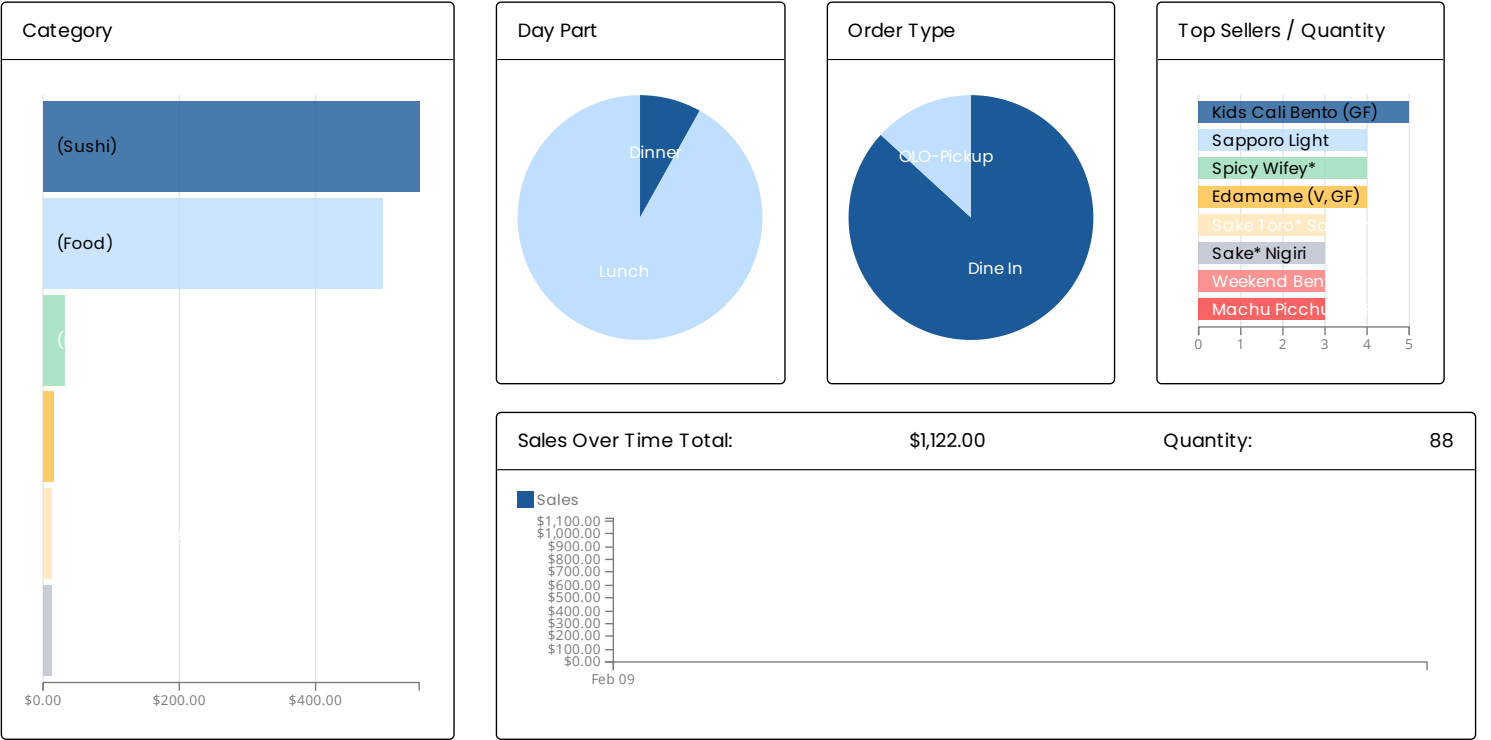 Category
(Sushi)
(Food)
(
$0.00 $200.00 $400.00
Day Part
Dinner
Lunch
Order Type
OLO-Pickup
Dine In
Top Sellers / Quantity
Kids Cali Bento (GF)
Sapporo Light
Spicy Wifey*
Edamame (V, GF)
Sake Toro*
Sake* Nigiri
Weekend
Machu
0 1 2 3 4 5
Sales Over Time Total: $1,122.00 Quantity: 88
Sales
$1,100.00
$1,000.00
$900.00
$800.00
$700.00
$600.00
$500.00
$400.00
$300.00
$200.00
$100.00
$0.00
Feb 09